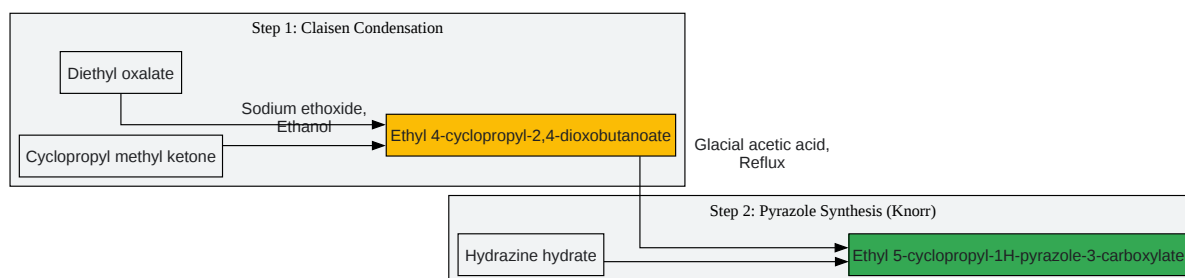 Step 1: Claisen Condensation
Diethyl oxalate
Sodium ethoxide,
Ethanol
Cyclopropyl methyl ketone
Ethyl 4-cyclopropyl-2,4-dioxobutanoate
Glacial acetic acid,
Reflux
Step 2: Pyrazole Synthesis (Knorr)
Hydrazine hydrate
Ethyl 5-cyclopropyl-1H-pyrazole-3-carboxylate